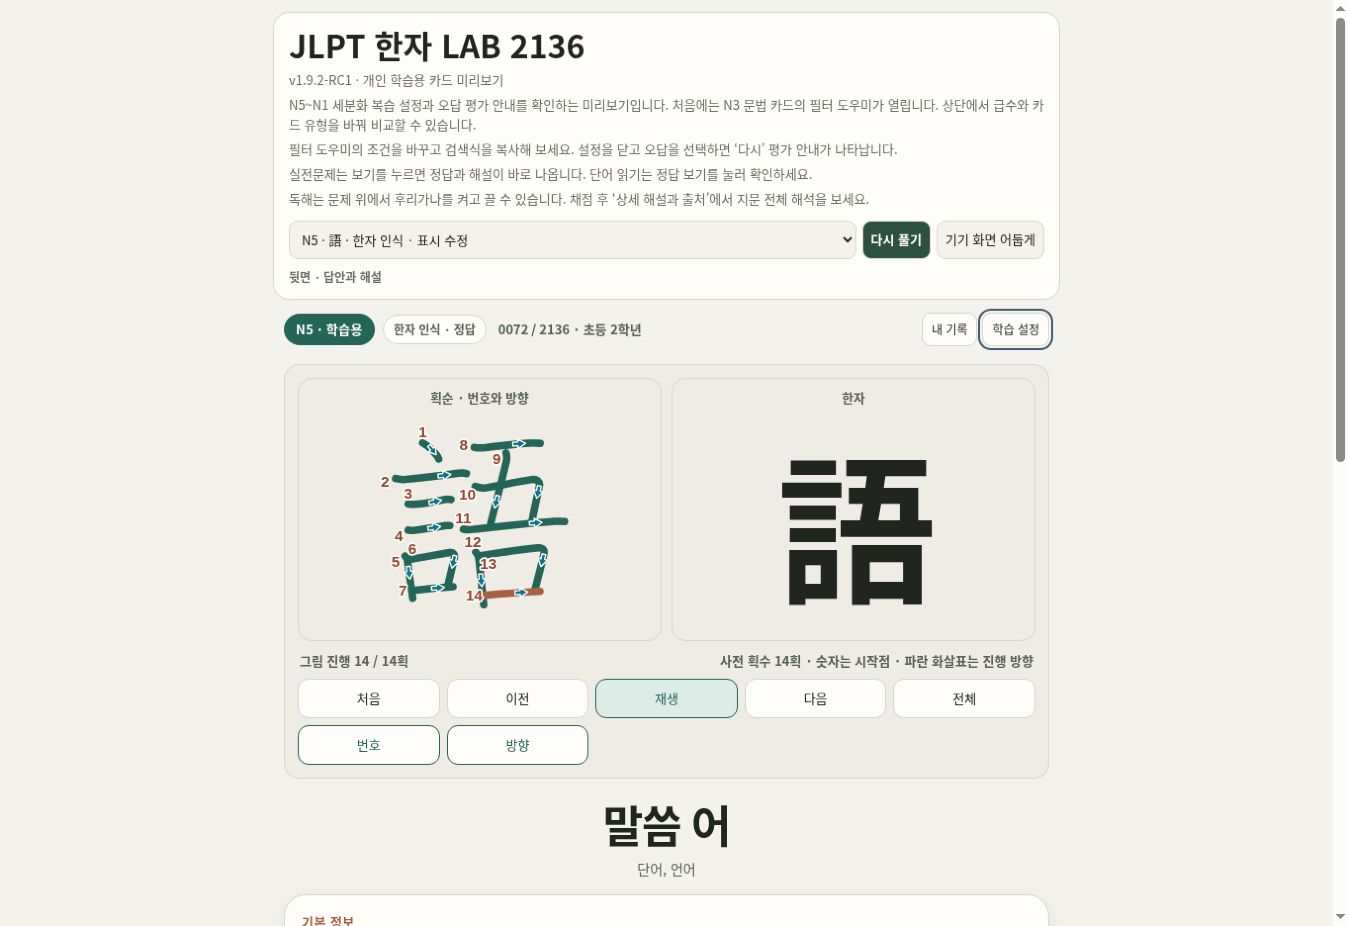 JLPT 한자 LAB 2136
v1.9.2-RC1 · 개인 학습용 카드 미리보기
N5~N1 세분화 복습 설정과 오답 평가 안내를 확인하는 미리보기입니다. 처음에는 N3 문법 카드의 필터 도우미가 열립니다. 상단에서 급수와 카
드 유형을 바꿔 비교할 수 있습니다.
필터 도우미의 조건을 바꾸고 검색식을 복사해 보세요. 설정을 닫고 오답을 선택하면 ‘다시’ 평가 안내가 나타납니다.
실전문제는 보기를 누르면 정답과 해설이 바로 나옵니다. 단어 읽기는 정답 보기를 눌러 확인하세요.
독해는 문제 위에서 후리가나를 켜고 끌 수 있습니다. 채점 후 ‘상세 해설과 출처’에서 지문 전체 해석을 보세요.
N5 · 語 · 한자 인식 · 표시 수정
다시 풀기
기기 화면 어둡게
뒷면 · 답안과 해설
N5 · 학습용
한자 인식 · 정답
0072 / 2136 · 초등 2학년
내 기록
학습 설정
획순 · 번호와 방향
1
2
3
4
5
6
7
8
9
10
11
12
13
14
語
한자
語
그림 진행 14 / 14획
사전 획수 14획 · 숫자는 시작점 · 파란 화살표는 진행 방향
처음
이전
재생
다음
전체
번호
방향
말씀 어
단어, 언어
기본 정보